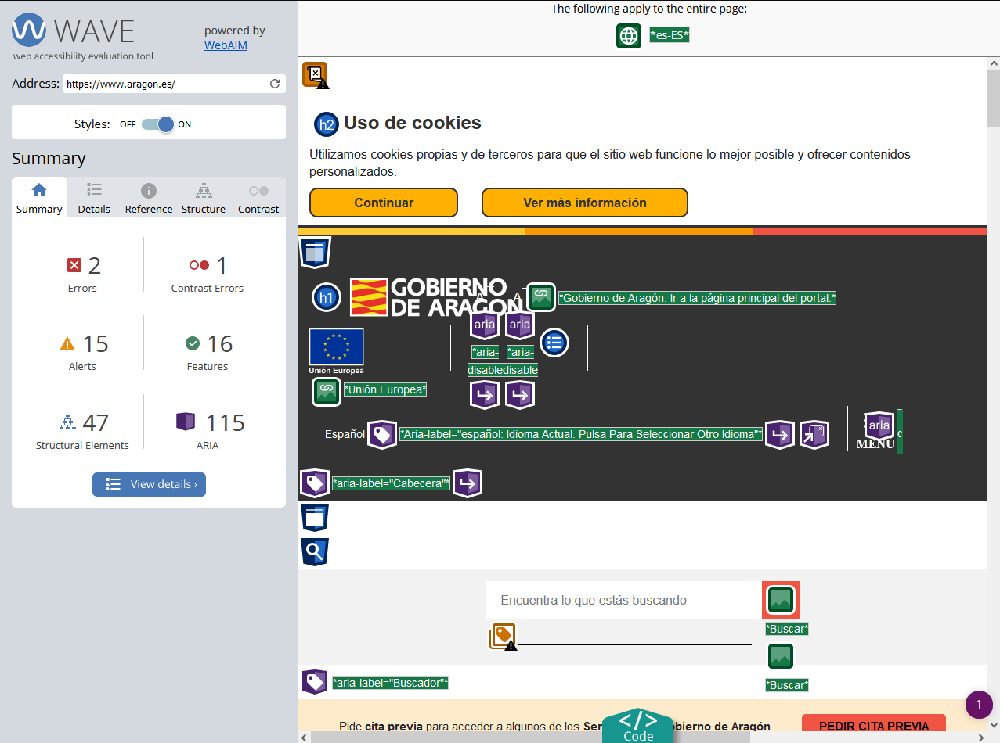 WAVE
powered by
WebAIM
web accessibility evaluation tool
Address: https://www.aragon.es/
Styles: OFF ON
Summary
Summary Details Reference Structure Contrast
2
Errors
1
Contrast Errors
15
Alerts
16
Features
47
Structural Elements
115
ARIA
View details ›
The following apply to the entire page:
*es-ES*
h2 Uso de cookies
Utilizamos cookies propias y de terceros para que el sitio web funcione lo mejor posible y ofrecer contenidos
personalizados.
Continuar Ver más información
h1 GOBIERNO
DE ARAGON
A+ A-
*Gobierno de Aragón. Ir a la página principal del portal.*
aria aria
*aria- *aria-
disabledisable
Unión Europea
*Unión Europea*
Español *Aria-label="español: Idioma Actual. Pulsa Para Seleccionar Otro Idioma"*
aria
MENÚ
c
*aria-label="Cabecera"*
Encuentra lo que estás buscando
*Buscar*
*Buscar*
*aria-label="Buscador"*
1
Pide cita previa para acceder a algunos de los Ser bierno de Aragón
PEDIR CITA PREVIA
</>
Code